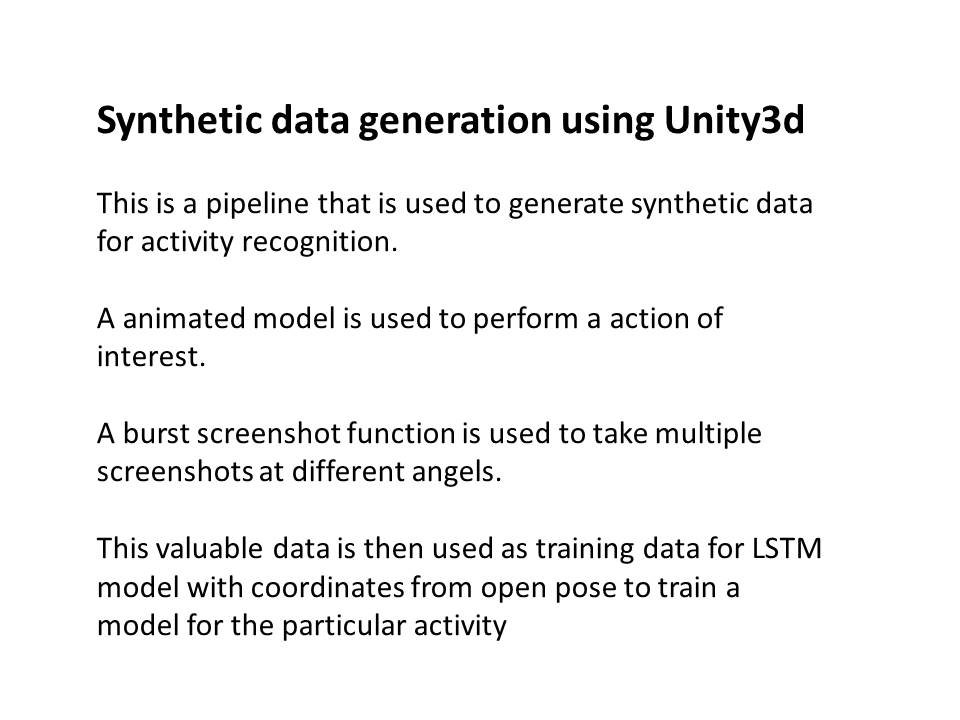 Synthetic data generation using Unity3d
This is a pipeline that is used to generate synthetic data
for activity recognition.
A animated model is used to perform a action of
interest.
A burst screenshot function is used to take multiple
screenshots at different angels.
This valuable data is then used as training data for LSTM
model with coordinates from open pose to train a
model for the particular activity